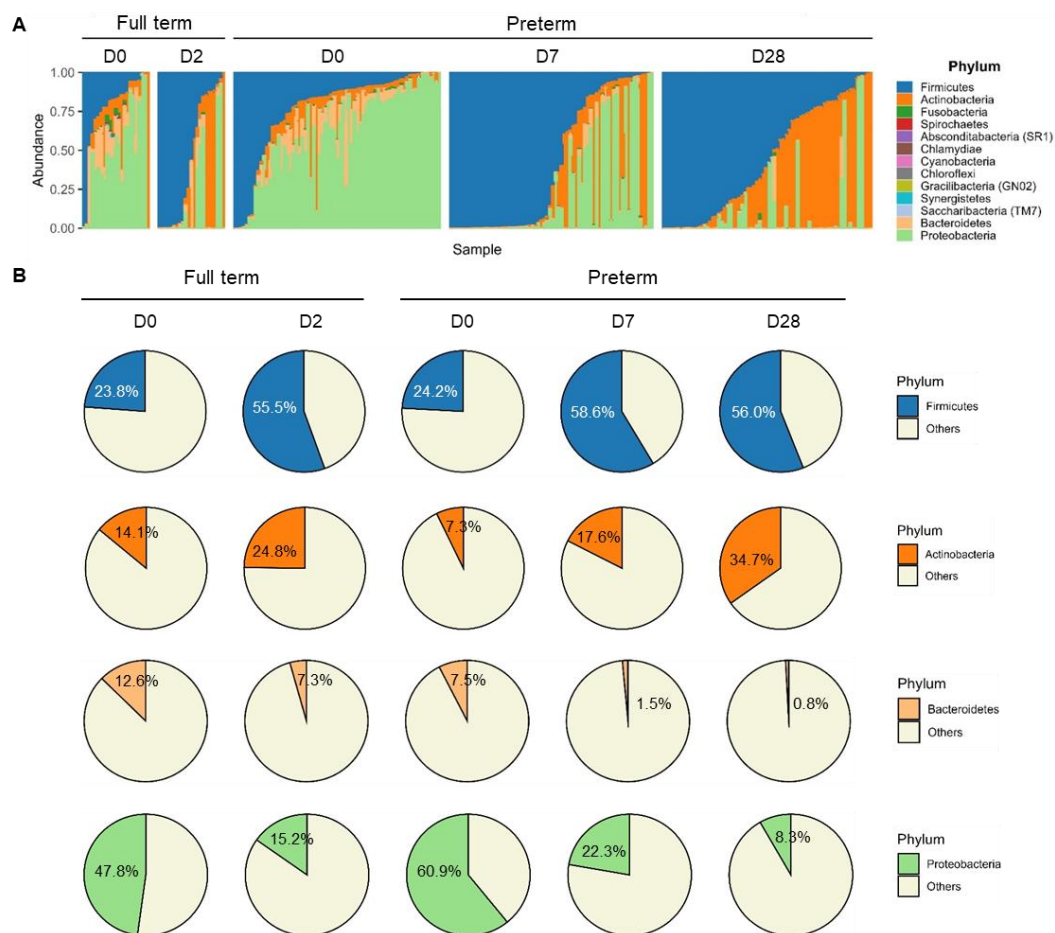 A
Full term
Preterm
D0 D2 D0 D7 D28
Abundance
1.00
0.75
0.50
0.25
0.00
Sample
Phylum
Firmicutes
Actinobacteria
Fusobacteria
Spirochaetes
Absconditabacteria (SR1)
Chlamydiae
Cyanobacteria
Chloroflexi
Gracilibacteria (GN02)
Synergistetes
Saccharibacteria (TM7)
Bacteroidetes
Proteobacteria
B
Full term
Preterm
D0 D2 D0 D7 D28
23.8% 55.5% 24.2% 58.6% 56.0%
Phylum
Firmicutes
Others
14.1% 24.8% 7.3% 17.6% 34.7%
Phylum
Actinobacteria
Others
12.6% 7.3% 7.5% 1.5% 0.8%
Phylum
Bacteroidetes
Others
47.8% 15.2% 60.9% 22.3% 8.3%
Phylum
Proteobacteria
Others